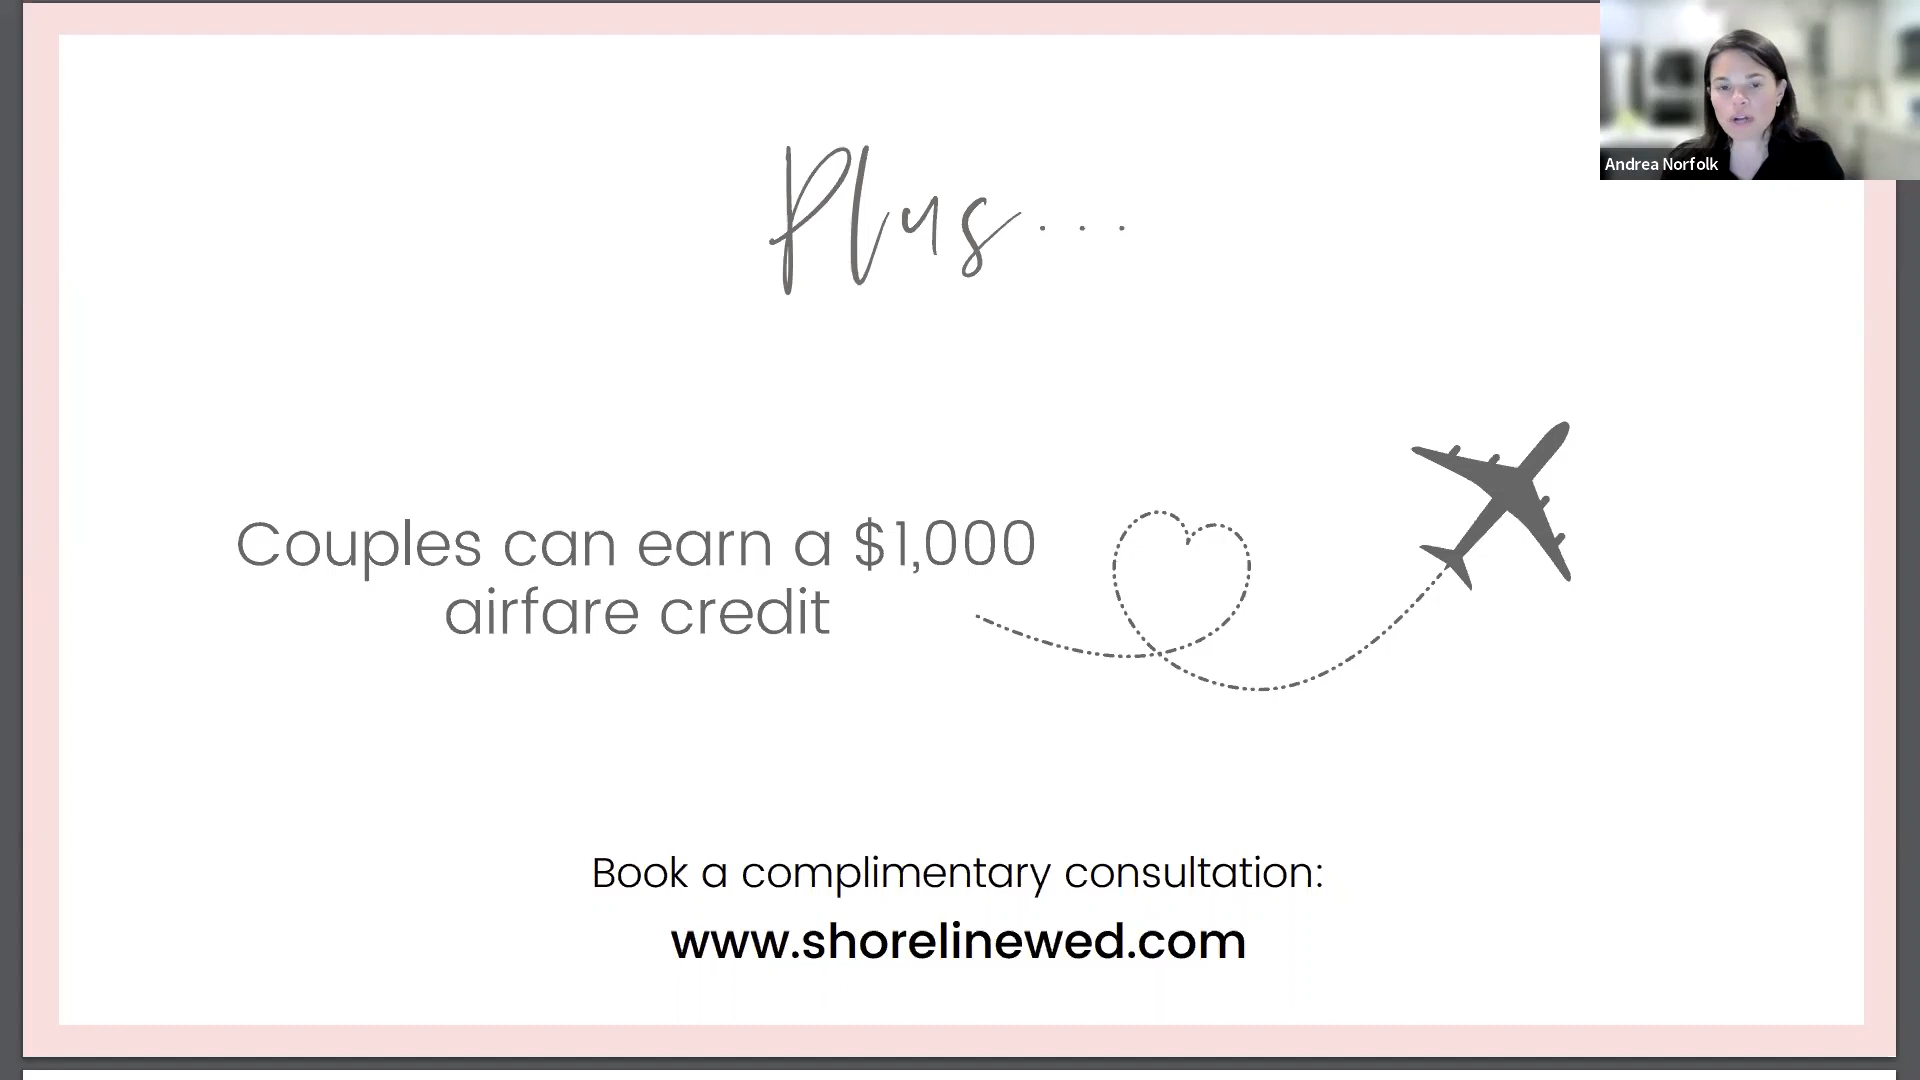 Plus...
Couples can earn a $1,000
airfare credit
Book a complimentary consultation:
www.shorelinewed.com
Andrea Norfolk